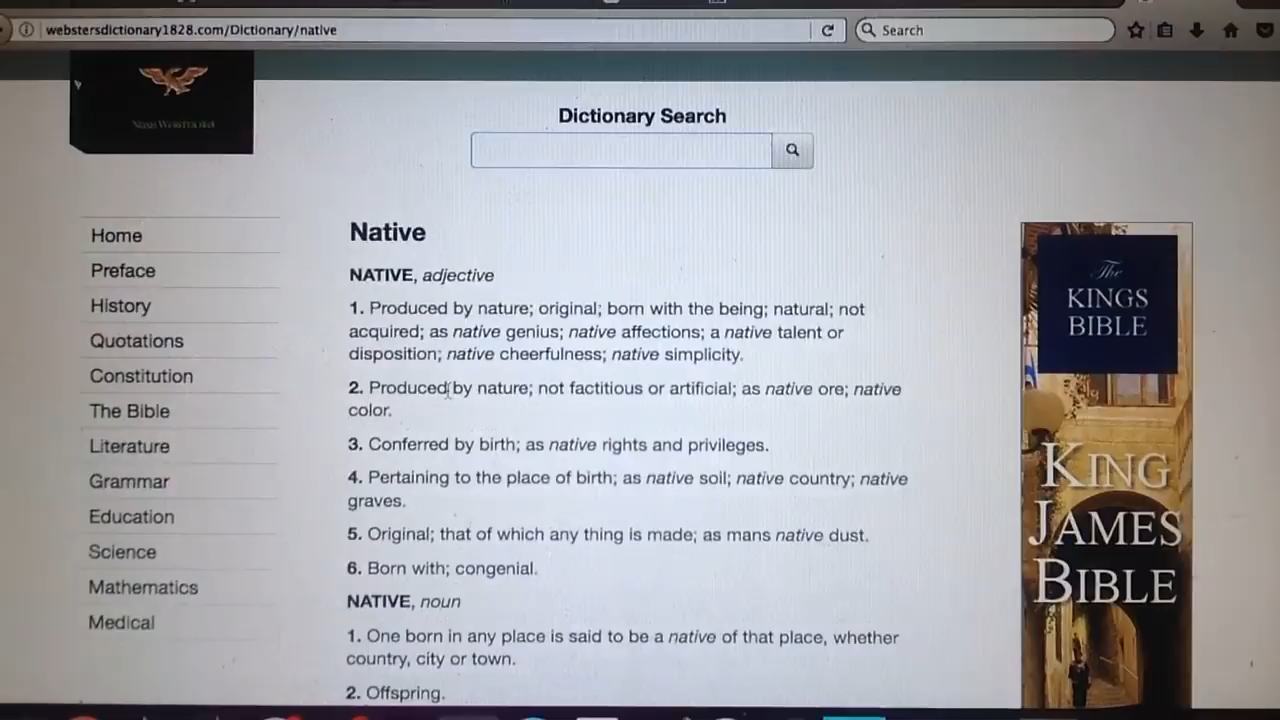 webstersdictionary1828.com/Dictionary/native
Search
Dictionary Search
Home
Preface
History
Quotations
Constitution
The Bible
Literature
Grammar
Education
Science
Mathematics
Medical
Native
NATIVE, adjective
1. Produced by nature; original; born with the being; natural; not
acquired; as native genius; native affections; a native talent or
disposition; native cheerfulness; native simplicity.
2. Produced by nature; not factitious or artificial; as native ore; native
color.
3. Conferred by birth; as native rights and privileges.
4. Pertaining to the place of birth; as native soil; native country; native
graves.
5. Original; that of which any thing is made; as mans native dust.
6. Born with; congenial.
NATIVE, noun
1. One born in any place is said to be a native of that place, whether
country, city or town.
2. Offspring.
The
KINGS
BIBLE
KING
JAMES
BIBLE